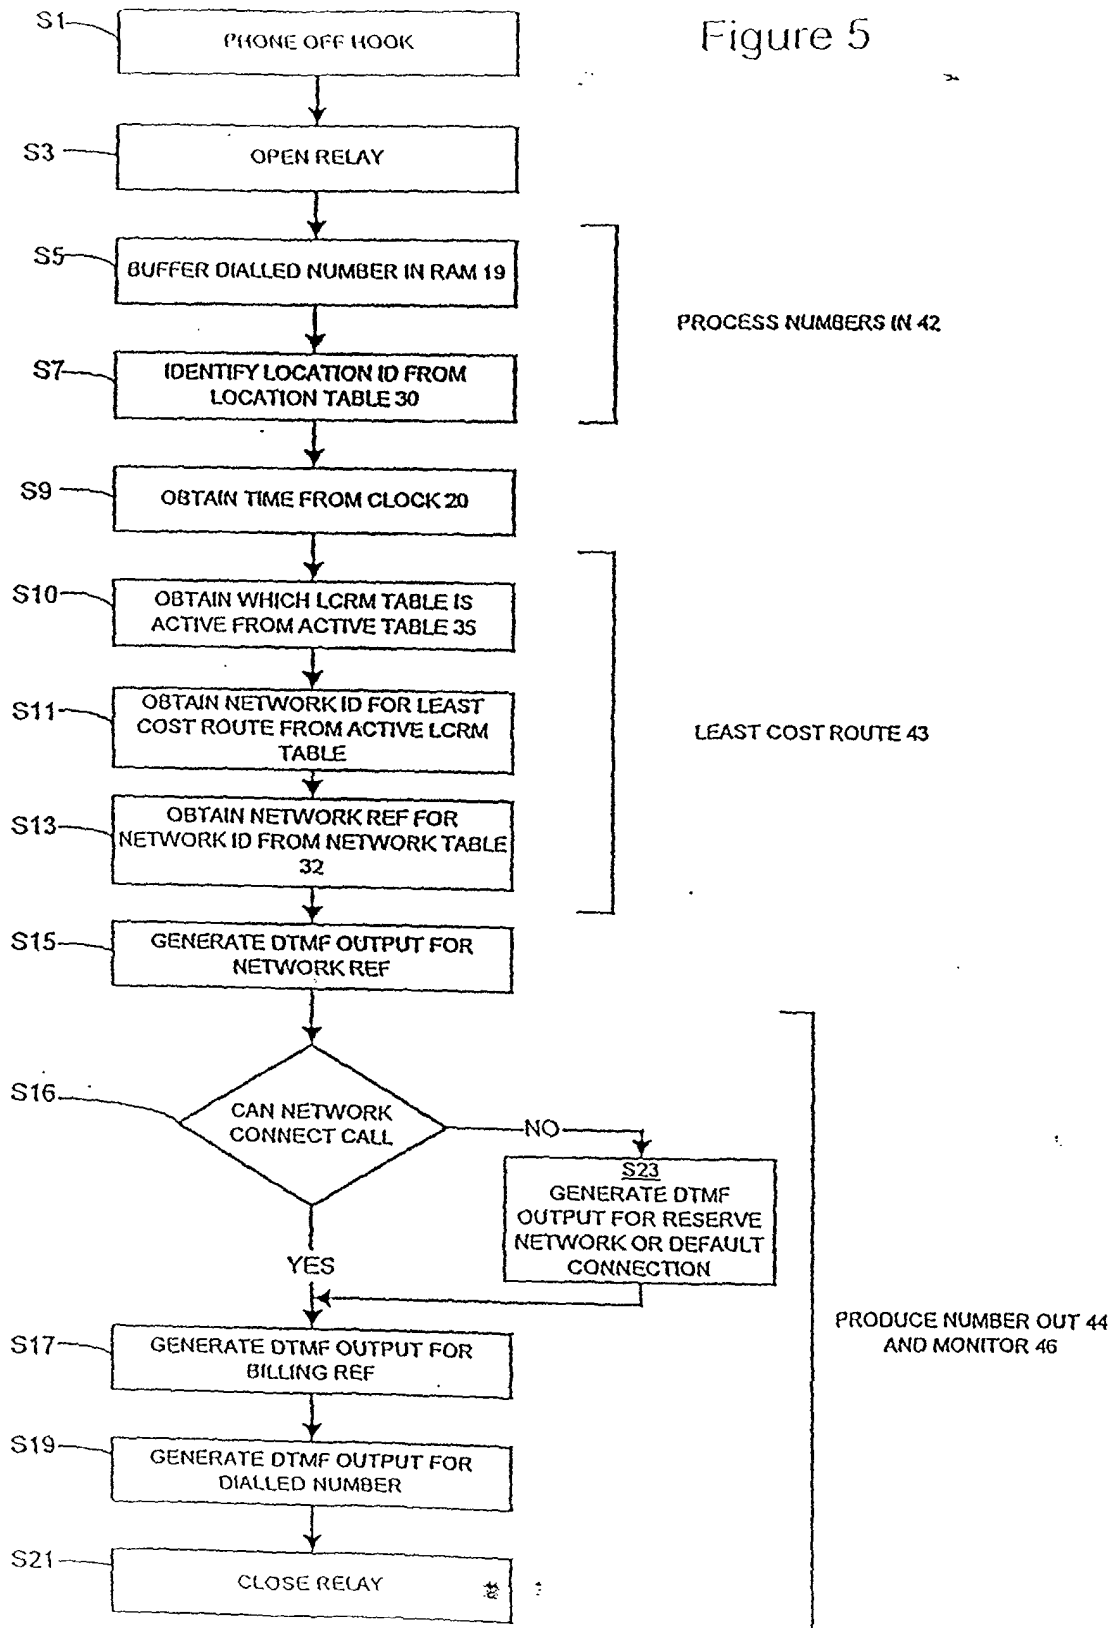 Figure 5
S1
PHONE OFF HOOK
S3
OPEN RELAY
S5
BUFFER DIALLED NUMBER IN RAM 19
PROCESS NUMBERS IN 42
S7
IDENTIFY LOCATION ID FROM
LOCATION TABLE 30
S9
OBTAIN TIME FROM CLOCK 20
S10
OBTAIN WHICH LCRM TABLE IS
ACTIVE FROM ACTIVE TABLE 35
S11
OBTAIN NETWORK ID FOR LEAST
COST ROUTE FROM ACTIVE LCRM
TABLE
LEAST COST ROUTE 43
S13
OBTAIN NETWORK REF FOR
NETWORK ID FROM NETWORK TABLE
32
S15
GENERATE DTMF OUTPUT FOR
NETWORK REF
S16
CAN NETWORK
CONNECT CALL
NO
S23
GENERATE DTMF
OUTPUT FOR RESERVE
NETWORK OR DEFAULT
CONNECTION
YES
PRODUCE NUMBER OUT 44
AND MONITOR 46
S17
GENERATE DTMF OUTPUT FOR
BILLING REF
S19
GENERATE DTMF OUTPUT FOR
DIALLED NUMBER
S21
CLOSE RELAY